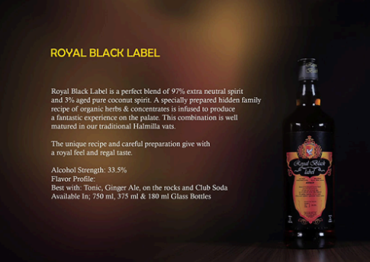 ROYAL BLACK LABEL
Royal Black Label is a perfect blend of 97% extra neutral spirit
and 3% aged pure coconut spirit. A specially prepared hidden family
recipe of organic herbs & concentrates is infused to produce
a fantastic experience on the palate. This combination is well
matured in our traditional Halmilla vats.
The unique recipe and careful preparation give with
a royal feel and regal taste.
Alcohol Strength: 33.5%
Flavor Profile:
Best with: Tonic, Ginger Ale, on the rocks and Club Soda
Available In; 750 ml, 375 ml & 180 ml Glass Bottles
Royal Black
label